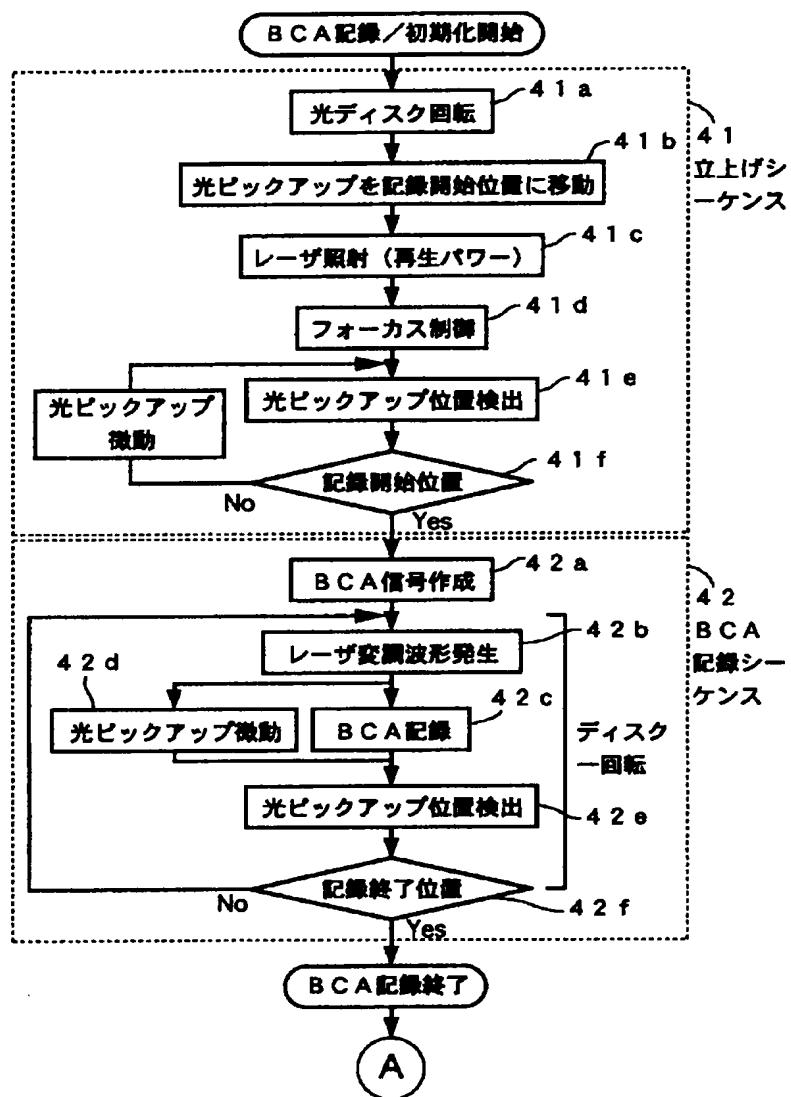 BCA記録/初期化開始
41a
光ディスク回転
41
立上げシ
ーケンス
41b
光ピックアップを記録開始位置に移動
41c
レーザ照射(再生パワー)
41d
フォーカス制御
41e
光ピックアップ位置検出
光ピックアップ
微動
41f
記録開始位置
No
Yes
42a
BCA信号作成
42
BCA
記録シー
ケンス
42b
レーザ変調波形発生
42d
光ピックアップ微動
42c
BCA記録
ディスク
一回転
光ピックアップ位置検出
42e
記録終了位置
42f
No
Yes
BCA記録終了
A